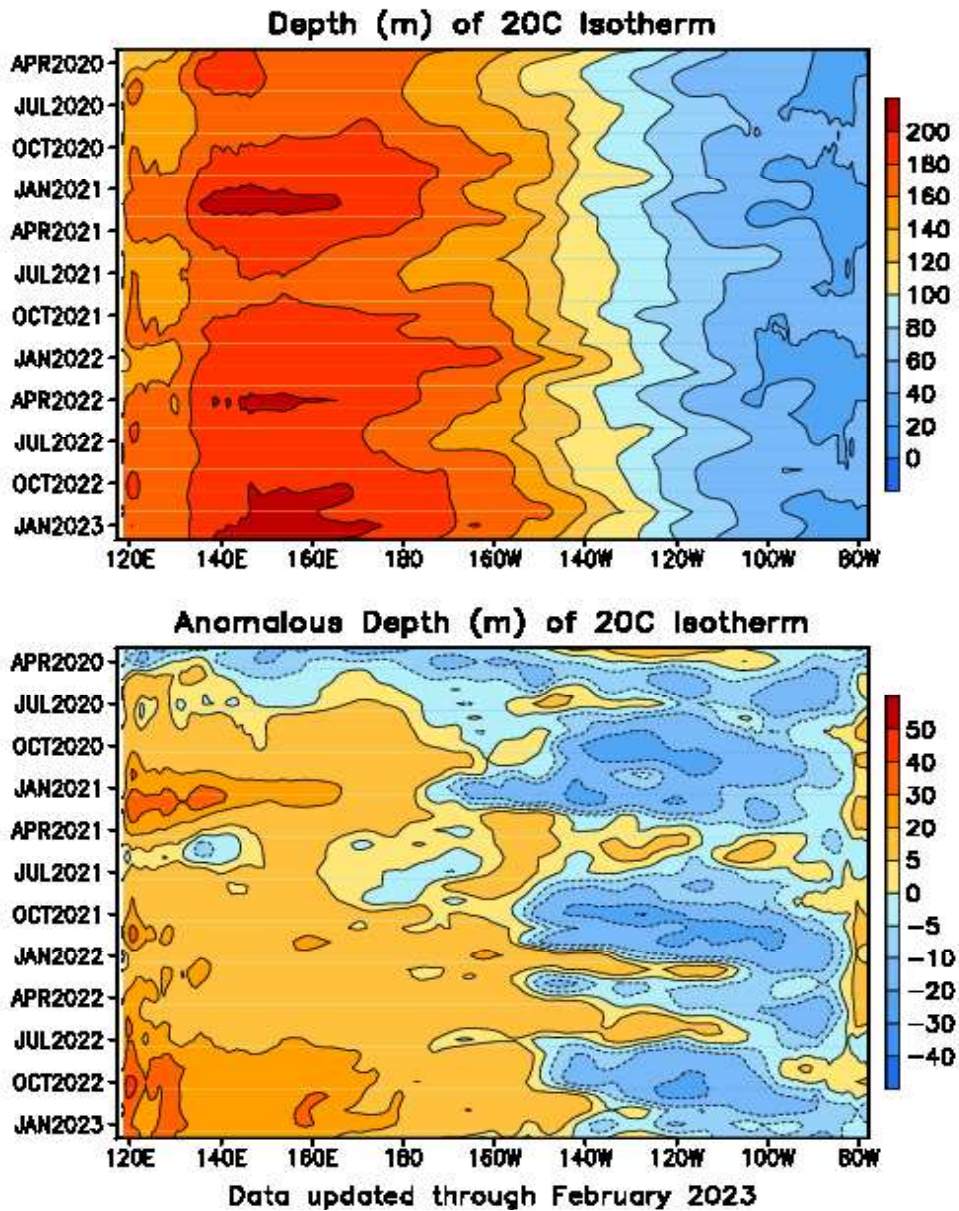 Depth (m) of 20C Isotherm
APR2020
JUL2020
OCT2020
JAN2021
APR2021
JUL2021
OCT2021
JAN2022
APR2022
JUL2022
OCT2022
JAN2023
120E 140E 160E 180 160W 140W 120W 100W 80W
200
180
160
140
120
100
80
60
40
20
0
Anomalous Depth (m) of 20C Isotherm
APR2020
JUL2020
OCT2020
JAN2021
APR2021
JUL2021
OCT2021
JAN2022
APR2022
JUL2022
OCT2022
JAN2023
120E 140E 160E 180 160W 140W 120W 100W 80W
50
40
30
20
5
0
-5
-10
-20
-30
-40
Data updated through February 2023